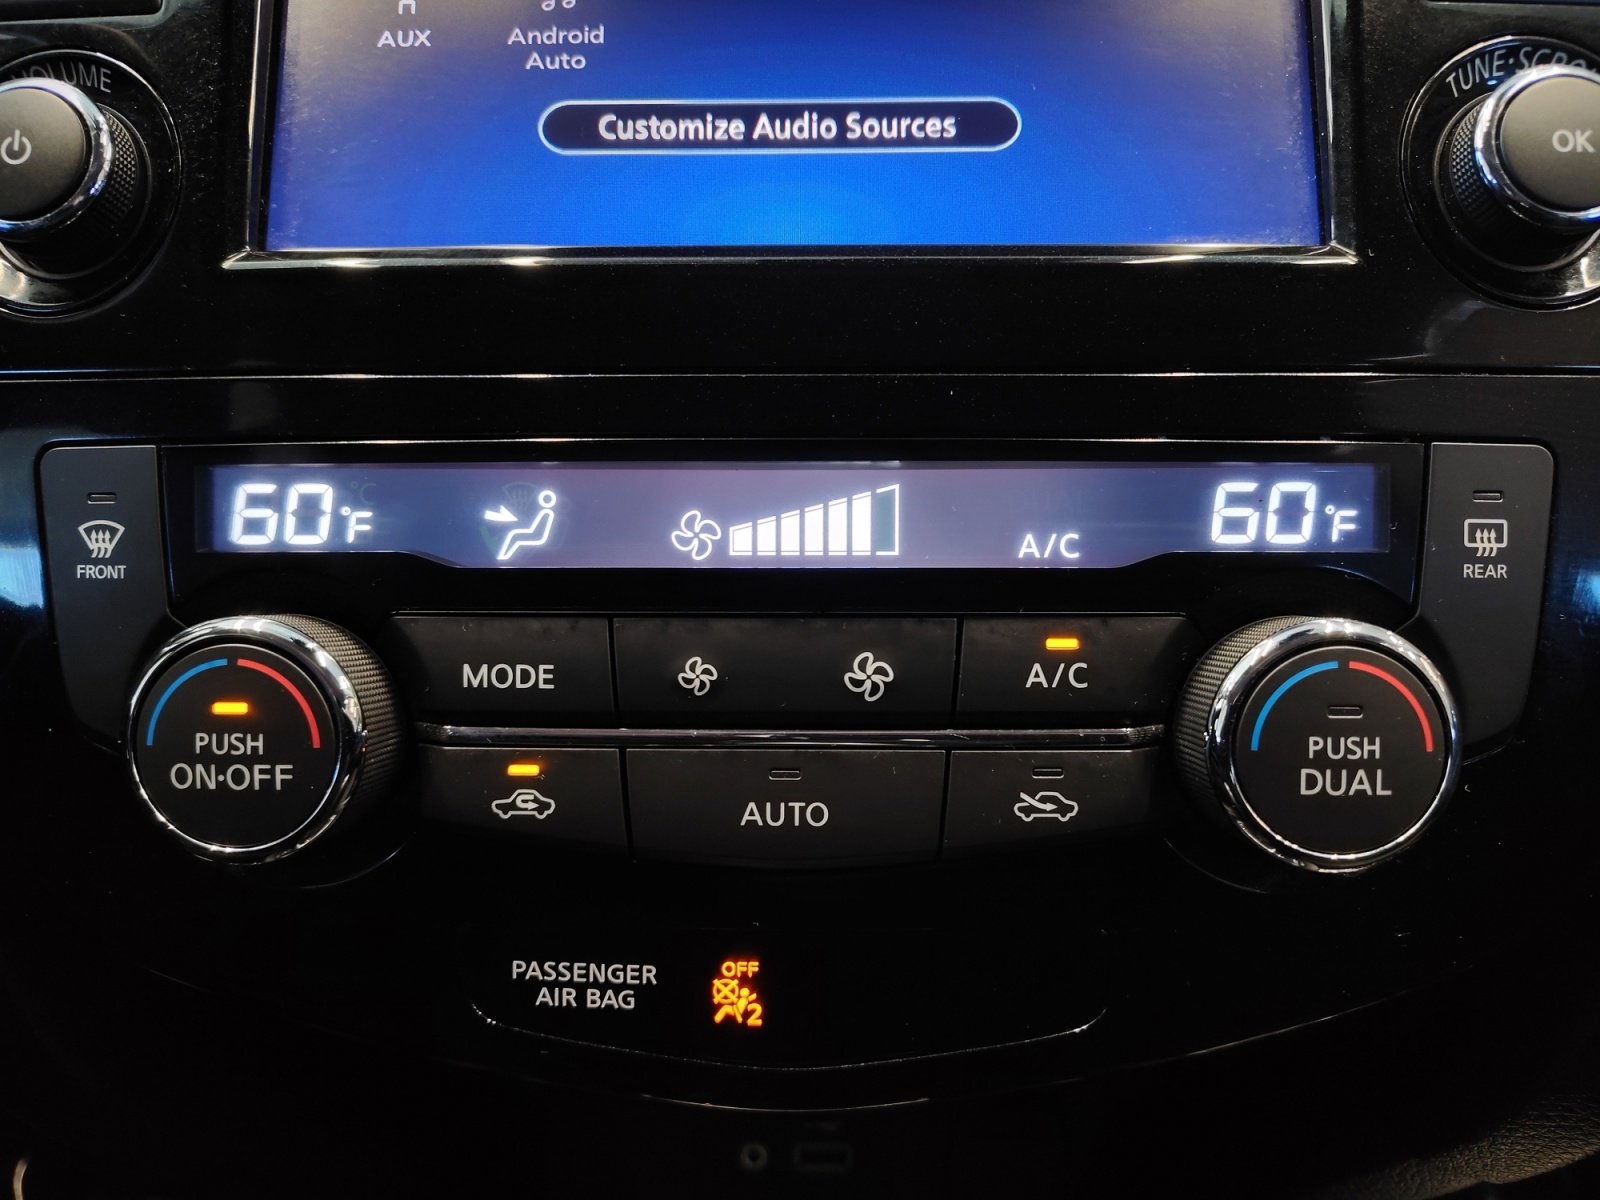 AUX
Android
Auto
VOLUME
Customize Audio Sources
TUNE·SCRO
OK
60°F
A/C
60°F
FRONT
REAR
MODE
A/C
PUSH
ON·OFF
AUTO
PUSH
DUAL
PASSENGER
AIR BAG
OFF
2